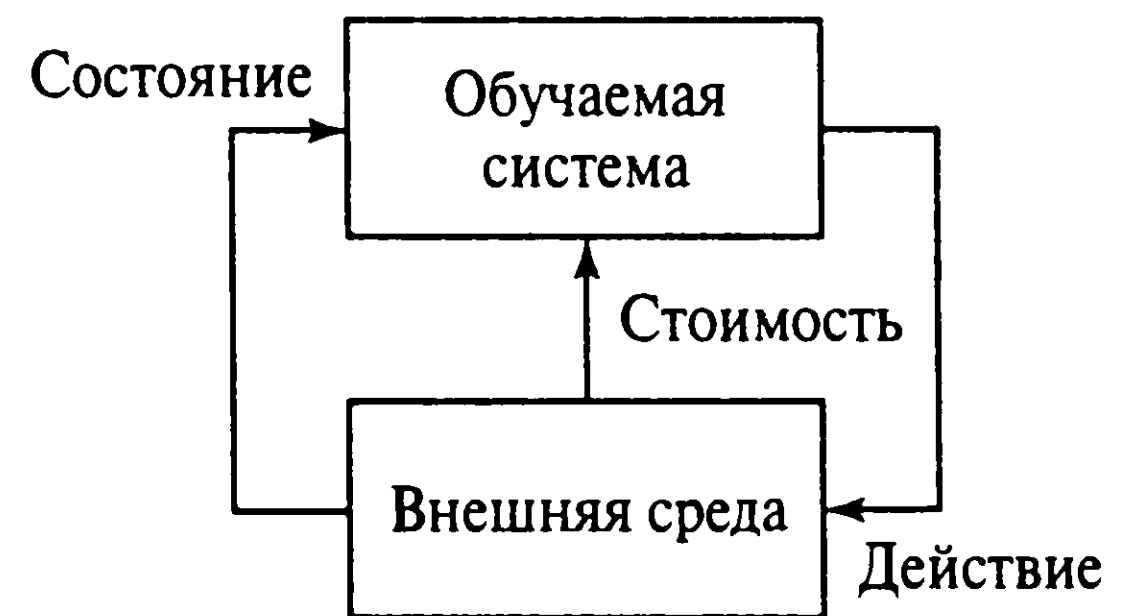 Состояние
Обучаемая
система
Стоимость
Внешняя среда
Действие